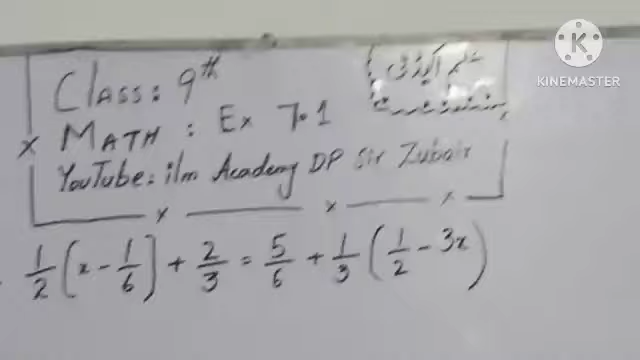 Class: 9th
KINEMASTER
x MATH : Ex 7.1
YouTube: ilm Academy DP Sir Zubair
1/2 (x - 1/6) + 2/3 = 5/6 + 1/3 (1/2 - 3x)